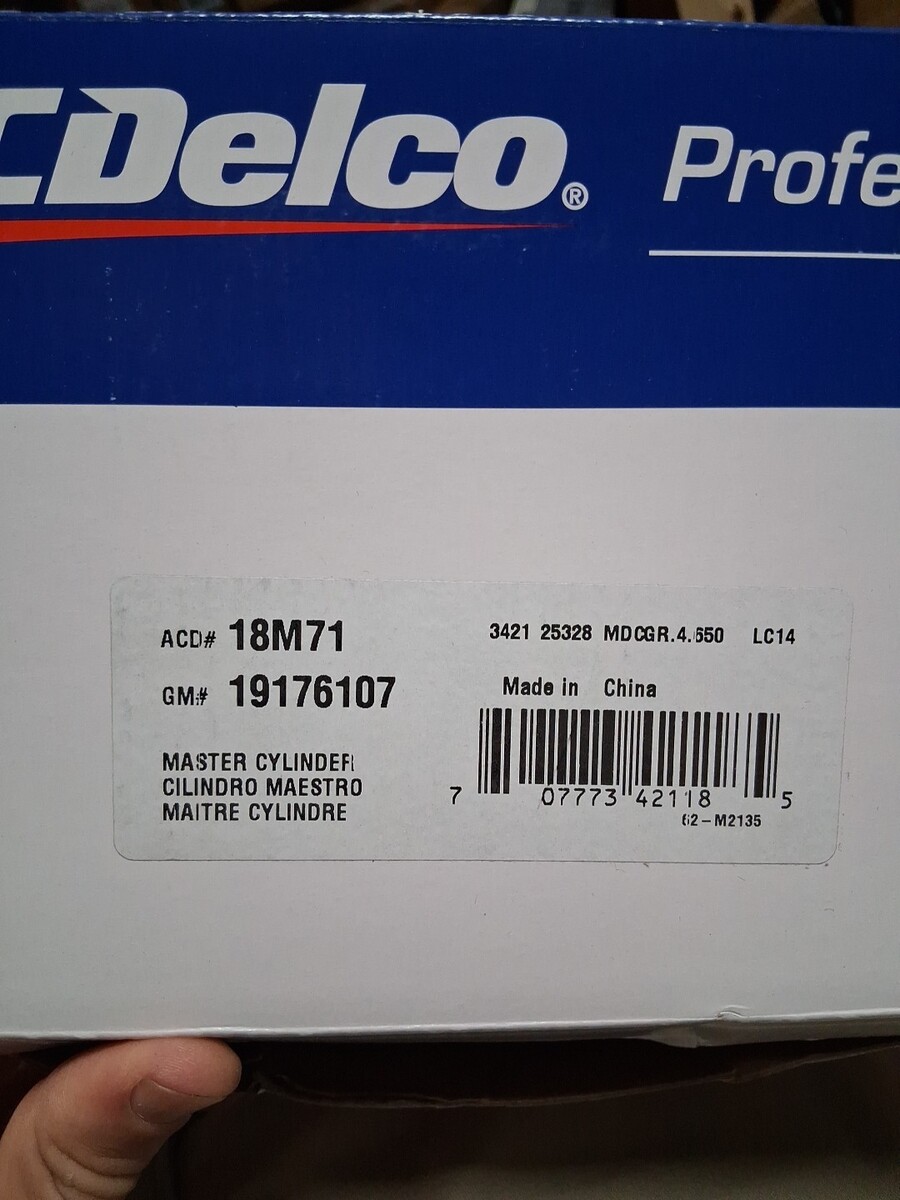 CDelco®
Profe
ACD# 18M71
GM# 19176107
MASTER CYLINDER
CILINDRO MAESTRO
MAITRE CYLINDRE
3421 25328 MDCGR.4.650 LC14
Made in China
7 07773 42118 5
62-M2135